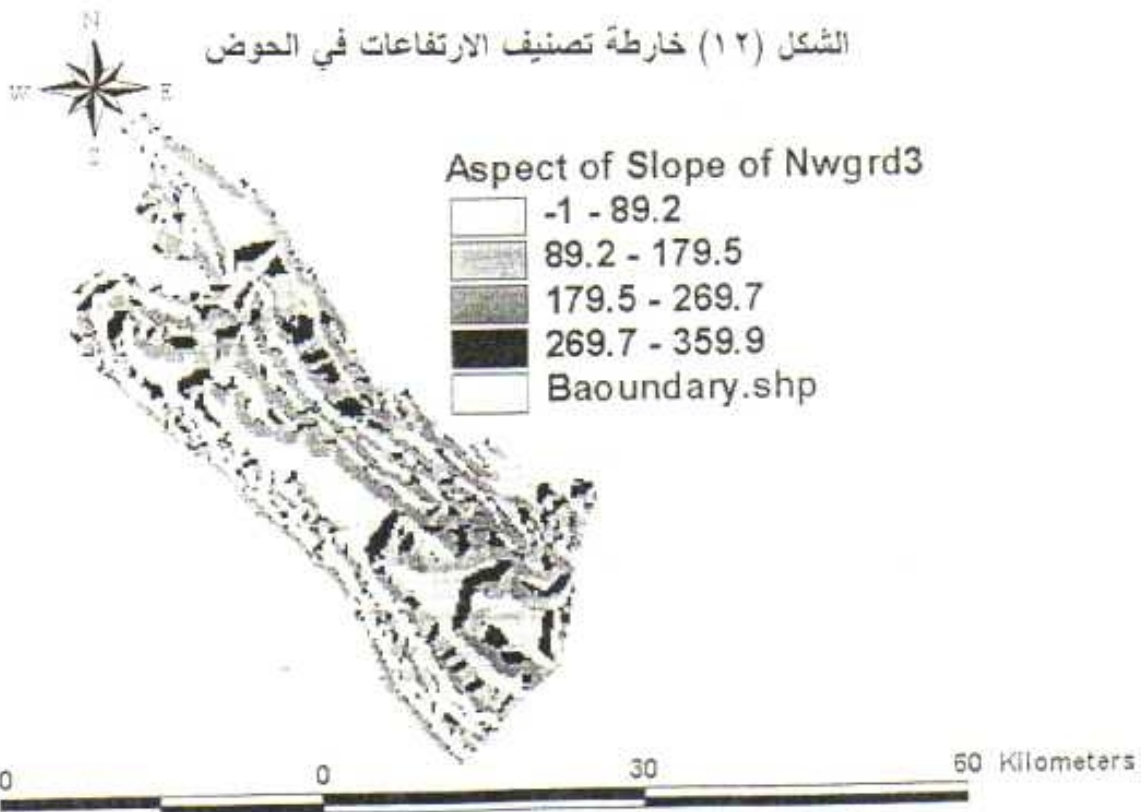 الشكل (١٢) خارطة تصنيف الارتفاعات في الحوض
N
W E
S
Aspect of Slope of Nwgrd3
-1 - 89.2
89.2 - 179.5
179.5 - 269.7
269.7 - 359.9
Baoundary.shp
0 0 30 60 Kilometers